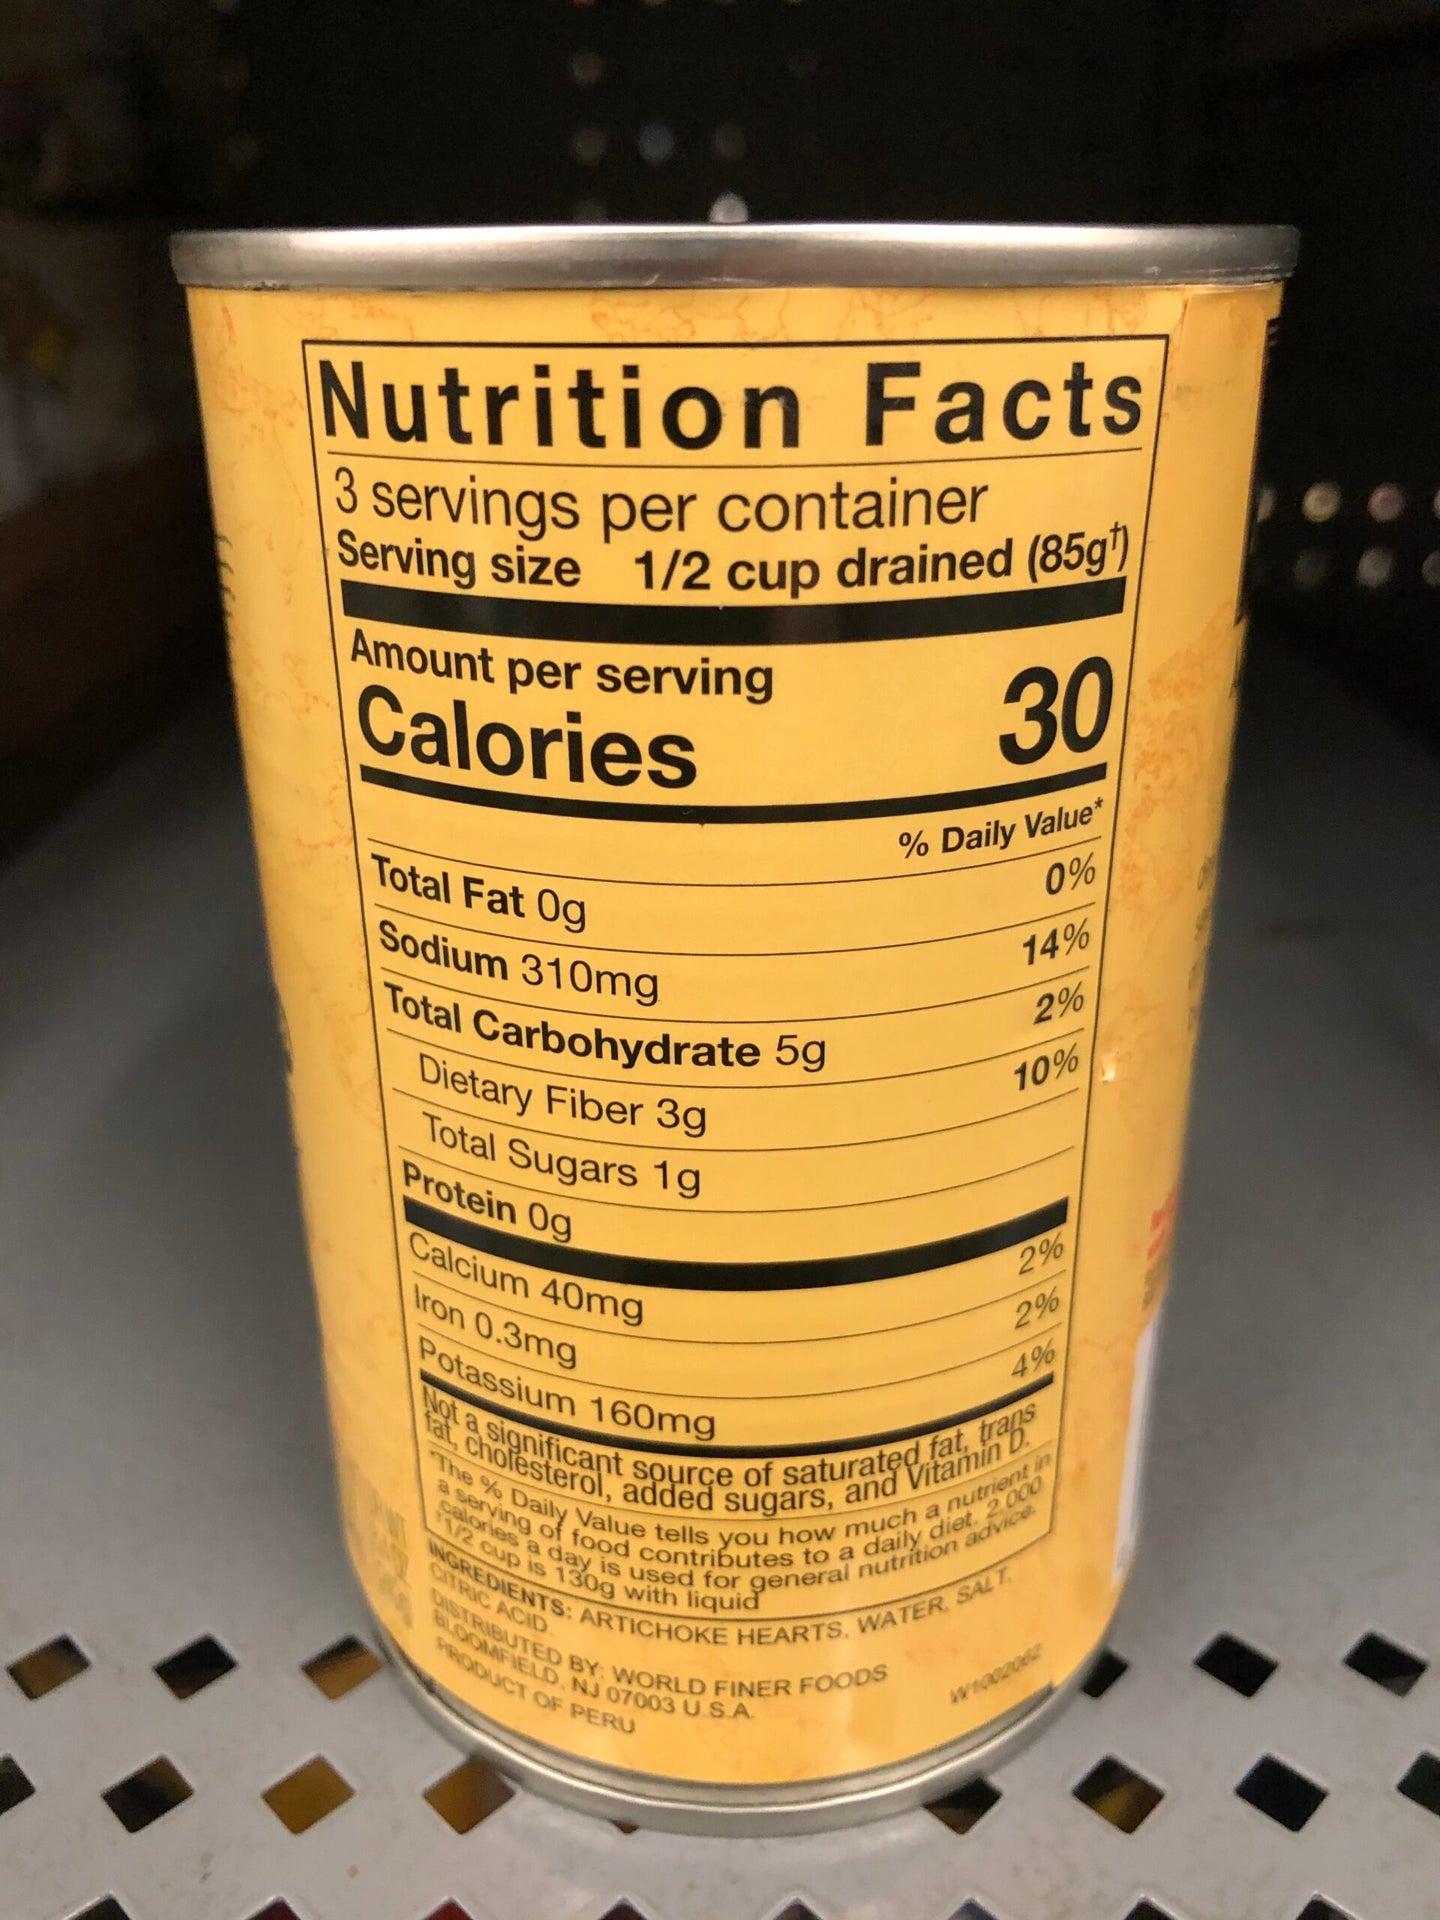 Nutrition Facts
3 servings per container
Serving size 1/2 cup drained (85g†)
Amount per serving
Calories 30
% Daily Value*
Total Fat 0g 0%
Sodium 310mg 14%
Total Carbohydrate 5g 2%
Dietary Fiber 3g 10%
Total Sugars 1g
Protein 0g
Calcium 40mg 2%
Iron 0.3mg 2%
Potassium 160mg 4%
Not a significant source of saturated fat, trans
fat, cholesterol, added sugars, and Vitamin D.
*The % Daily Value tells you how much a nutrient in
a serving of food contributes to a daily diet. 2,000
calories a day is used for general nutrition advice.
†1/2 cup is 130g with liquid
INGREDIENTS: ARTICHOKE HEARTS, WATER, SALT,
CITRIC ACID.
DISTRIBUTED BY: WORLD FINER FOODS
BLOOMFIELD, NJ 07003 U.S.A.
PRODUCT OF PERU
W1002062